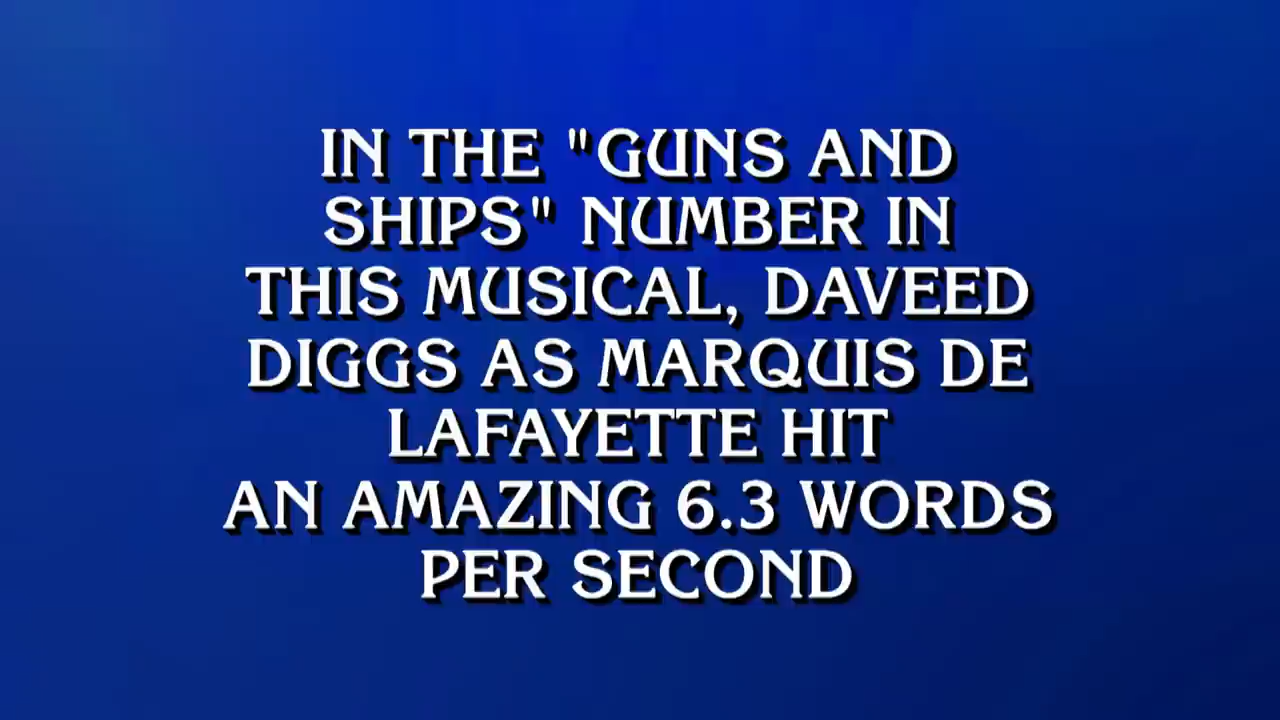 IN THE "GUNS AND
SHIPS" NUMBER IN
THIS MUSICAL, DAVEED
DIGGS AS MARQUIS DE
LAFAYETTE HIT
AN AMAZING 6.3 WORDS
PER SECOND